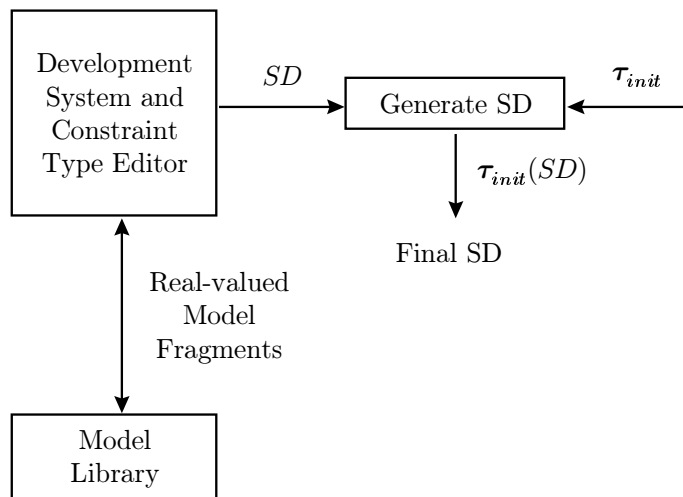 Development
System and
Constraint
Type Editor
SD
Generate SD
τ_init
τ_init(SD)
Final SD
Real-valued
Model
Fragments
Model
Library